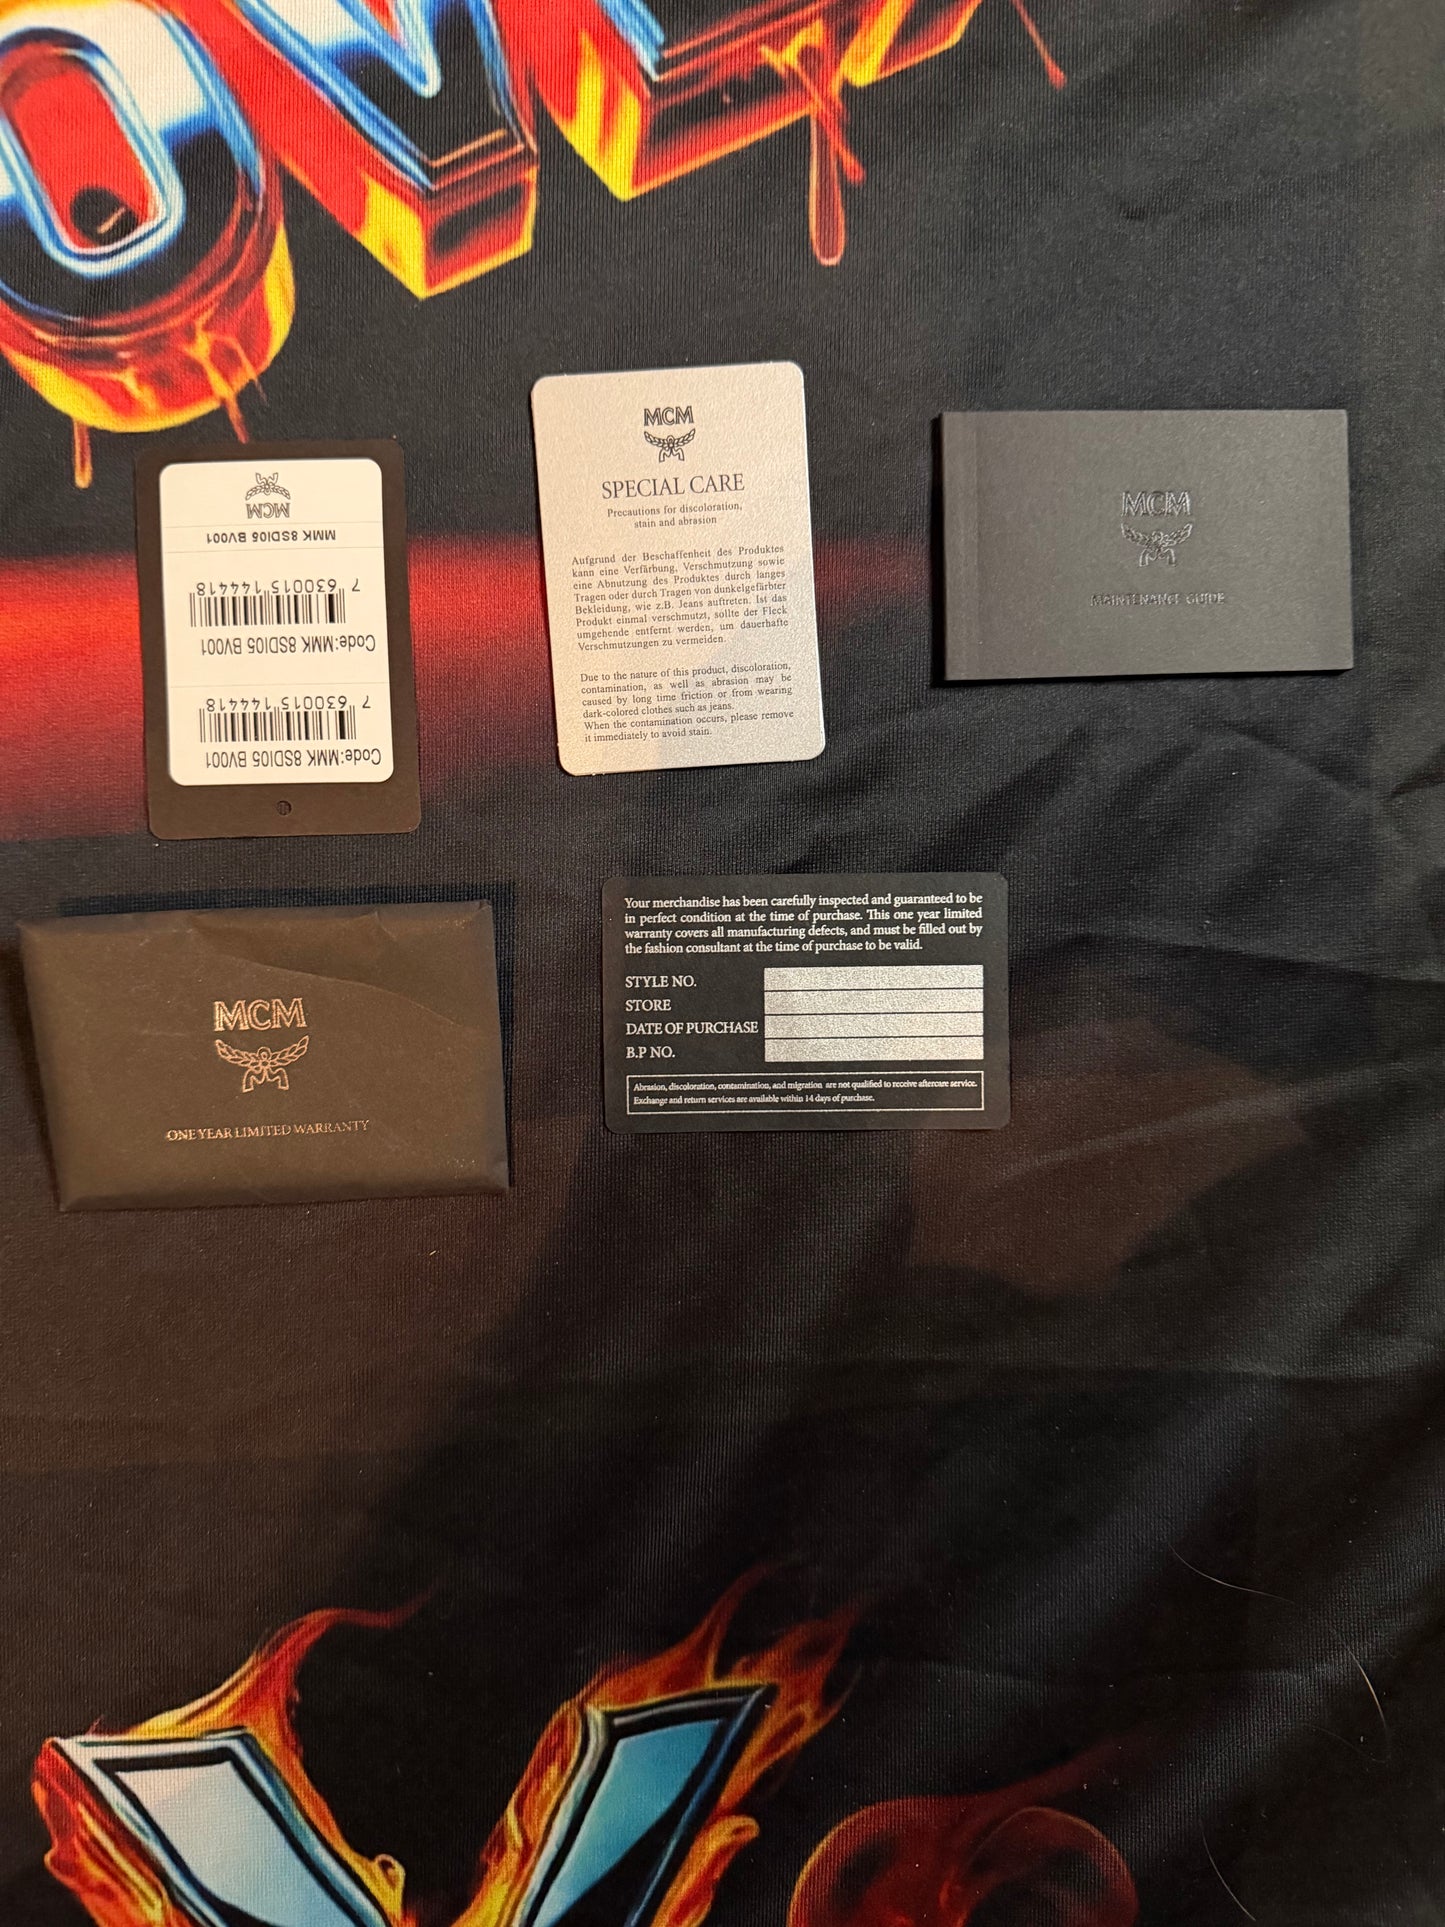 OVE
MCM
MMK 8SDI05 BV001
7 630015 144418
Code:MMK 8SDI05 BV001
7 630015 144418
Code:MMK 8SDI05 BV001
MCM
SPECIAL CARE
Precautions for discoloration,
stain and abrasion
Aufgrund der Beschaffenheit des Produktes
kann eine Verfärbung, Verschmutzung sowie
eine Abnutzung des Produktes durch langes
Tragen oder durch Tragen von dunkelgefärbter
Bekleidung, wie z.B. Jeans auftreten. Ist das
Produkt einmal verschmutzt, sollte der Fleck
umgehende entfernt werden, um dauerhafte
Verschmutzungen zu vermeiden.
Due to the nature of this product, discoloration,
contamination, as well as abrasion may be
caused by long time friction or from wearing
dark-colored clothes such as jeans.
When the contamination occurs, please remove
it immediately to avoid stain.
MCM
MAINTENANCE GUIDE
MCM
ONE YEAR LIMITED WARRANTY
Your merchandise has been carefully inspected and guaranteed to be
in perfect condition at the time of purchase. This one year limited
warranty covers all manufacturing defects, and must be filled out by
the fashion consultant at the time of purchase to be valid.
STYLE NO.
STORE
DATE OF PURCHASE
B.P NO.
Abrasion, discoloration, contamination, and migration are not qualified to receive aftercare service.
Exchange and return services are available within 14 days of purchase.